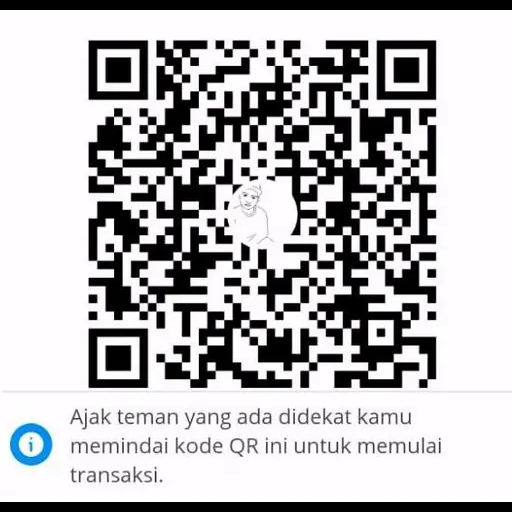 Ajak teman yang ada didekat kamu
memindai kode QR ini untuk memulai
transaksi.